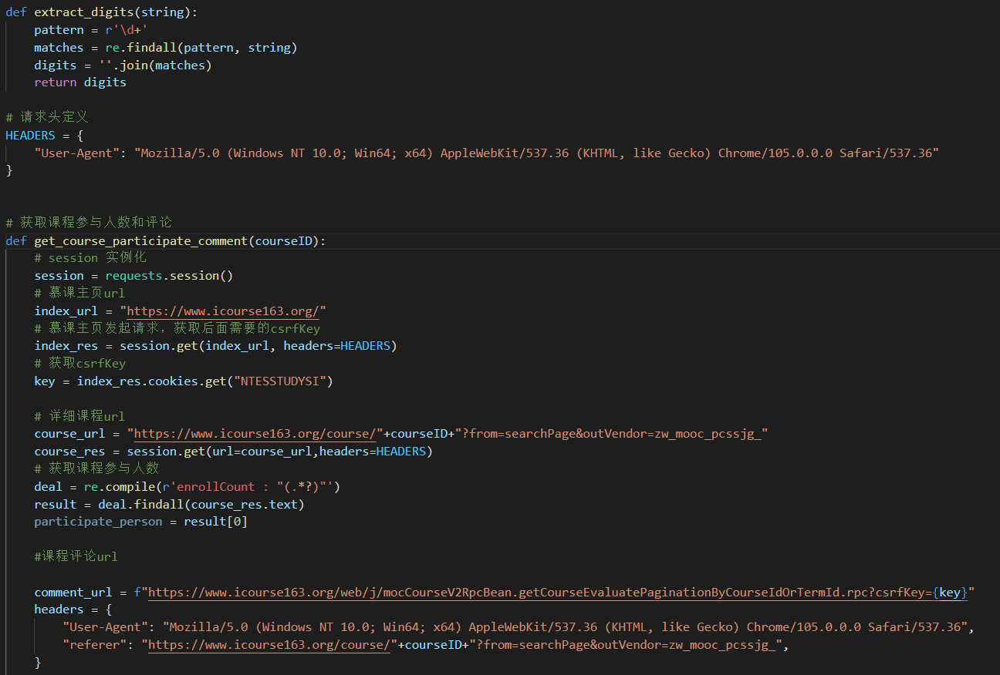 def extract_digits(string):
    pattern = r'\d+'
    matches = re.findall(pattern, string)
    digits = ''.join(matches)
    return digits
# 请求头定义
HEADERS = {
    "User-Agent": "Mozilla/5.0 (Windows NT 10.0; Win64; x64) AppleWebKit/537.36 (KHTML, like Gecko) Chrome/105.0.0.0 Safari/537.36"
}
# 获取课程参与人数和评论
def get_course_participate_comment(courseID):
    # session 实例化
    session = requests.session()
    # 慕课主页url
    index_url = "https://www.icourse163.org/"
    # 慕课主页发起请求，获取后面需要的csrfKey
    index_res = session.get(index_url, headers=HEADERS)
    # 获取csrfKey
    key = index_res.cookies.get("NTESSTUDYSI")
    # 详细课程url
    course_url = "https://www.icourse163.org/course/"+courseID+"?from=searchPage&outVendor=zw_mooc_pcssjg_"
    course_res = session.get(url=course_url,headers=HEADERS)
    # 获取课程参与人数
    deal = re.compile(r'enrollCount : "(.*?)"')
    result = deal.findall(course_res.text)
    participate_person = result[0]
    #课程评论url
    comment_url = f"https://www.icourse163.org/web/j/mocCourseV2RpcBean.getCourseEvaluatePaginationByCourseIdOrTermId.rpc?csrfKey={key}"
    headers = {
        "User-Agent": "Mozilla/5.0 (Windows NT 10.0; Win64; x64) AppleWebKit/537.36 (KHTML, like Gecko) Chrome/105.0.0.0 Safari/537.36",
        "referer": "https://www.icourse163.org/course/"+courseID+"?from=searchPage&outVendor=zw_mooc_pcssjg_",
    }